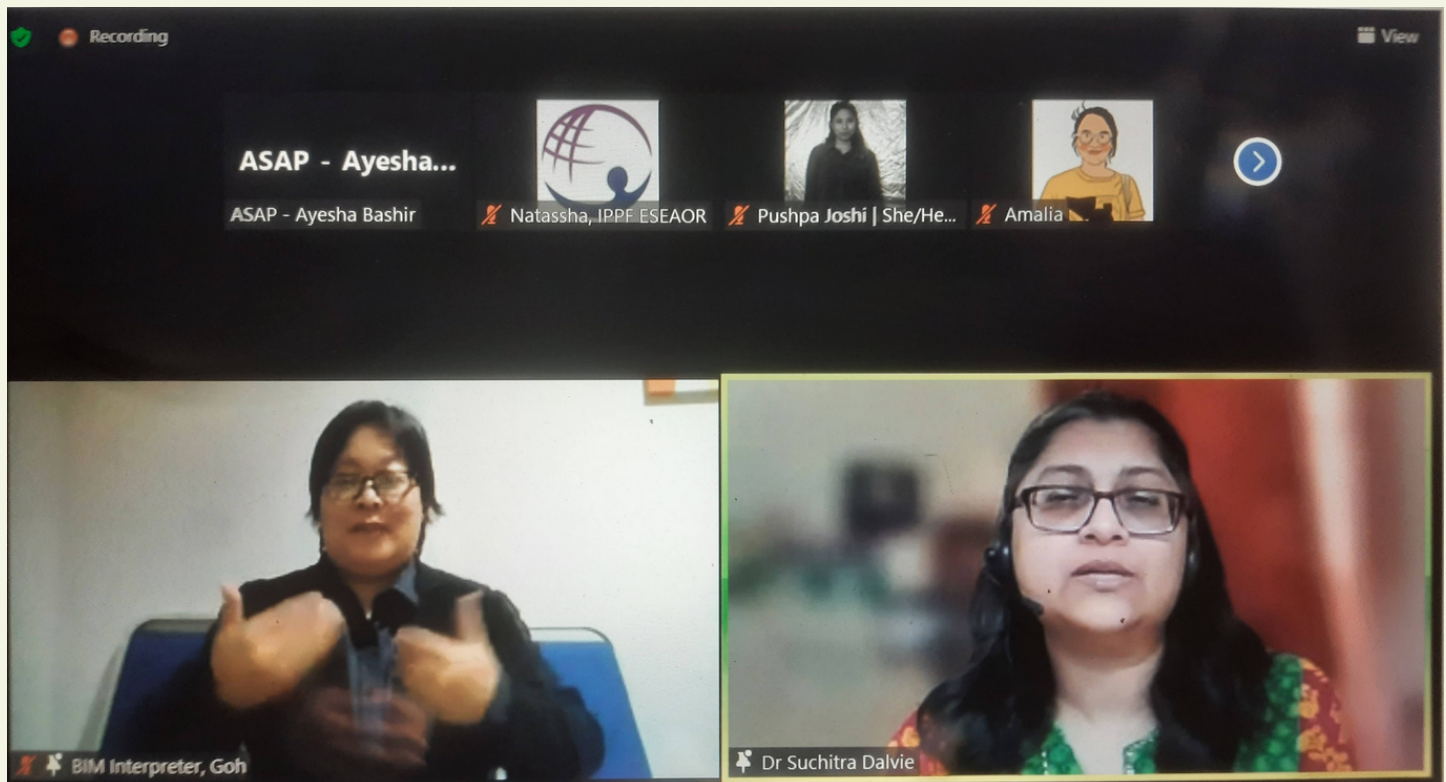 Recording
View
ASAP - Ayesha...
ASAP - Ayesha Bashir
Natassha, IPPF ESEAOR
Pushpa Joshi | She/He...
Amalia
BIM Interpreter, Goh
Dr Suchitra Dalvie